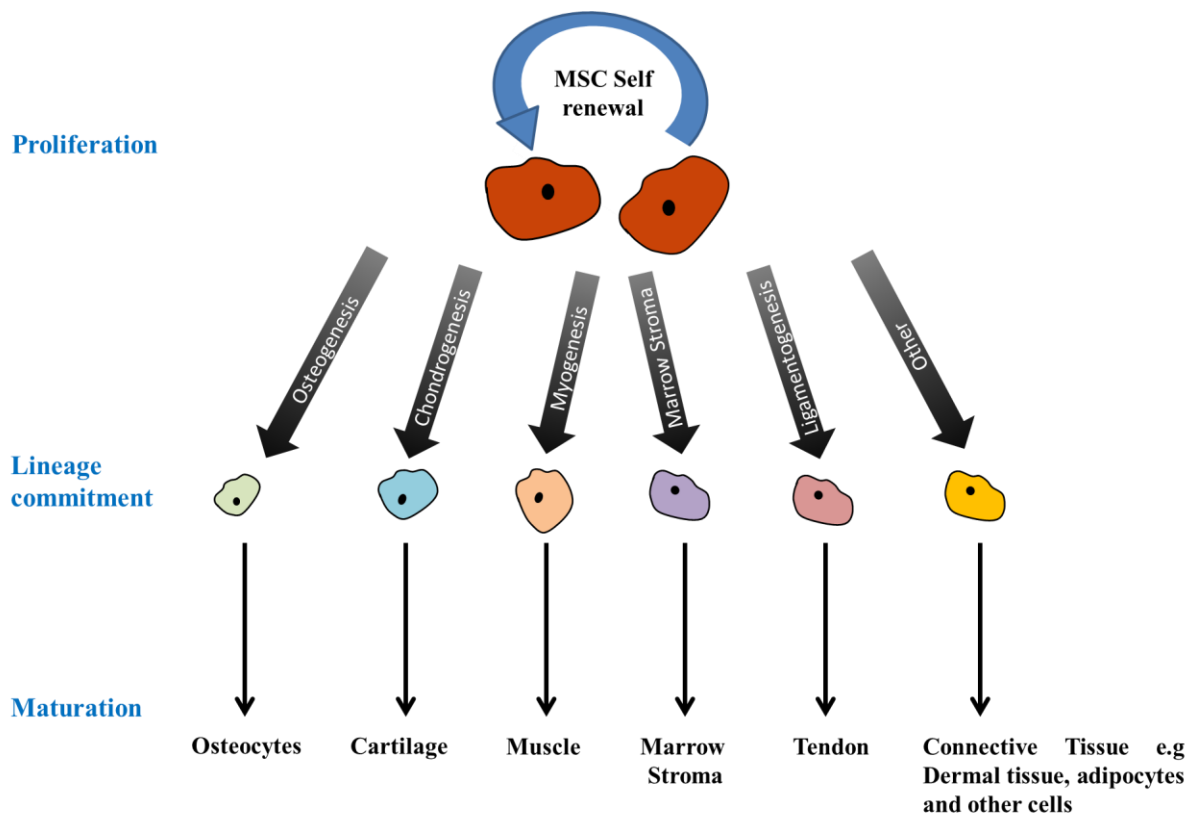 MSC Self
renewal
Proliferation
Osteogenesis
Chondrogenesis
Myogenesis
Marrow Stroma
Ligamentogenesis
Other
Lineage
commitment
Maturation
Osteocytes
Cartilage
Muscle
Marrow
Stroma
Tendon
Connective Tissue e.g
Dermal tissue, adipocytes
and other cells